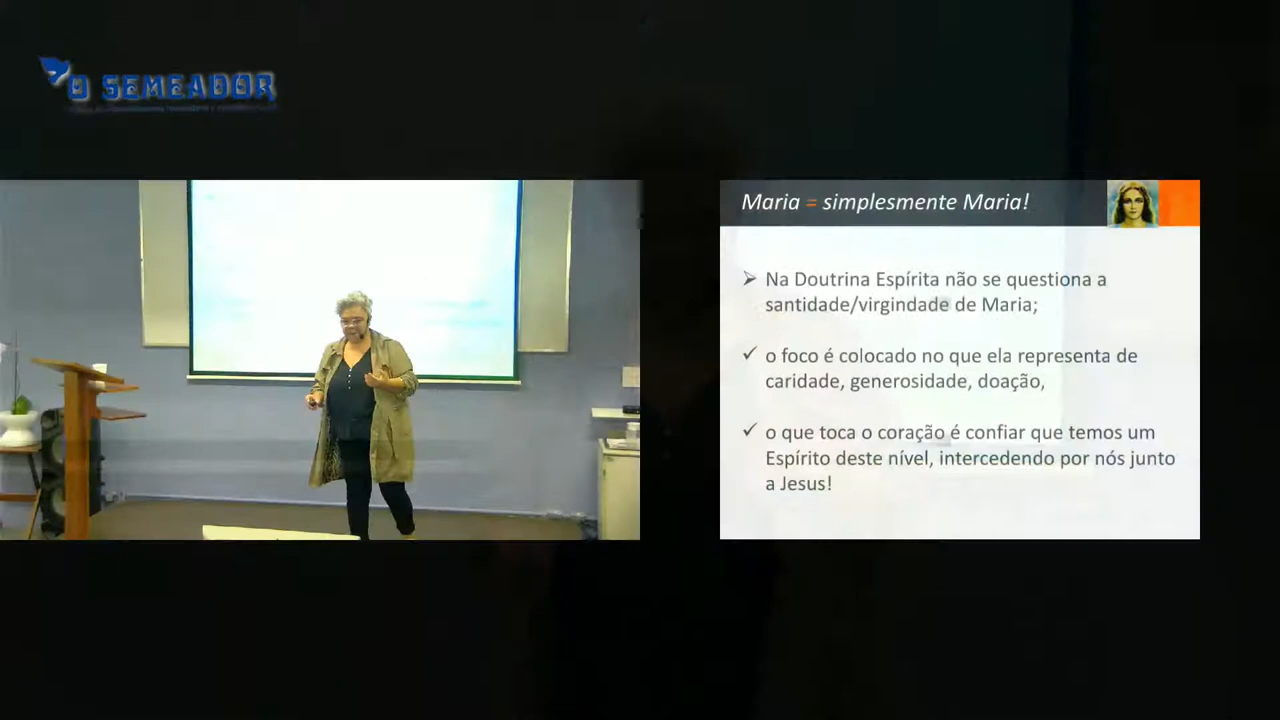 O SEMEADOR
Maria = simplesmente Maria!
➢ Na Doutrina Espírita não se questiona a
santidade/virgindade de Maria;
✓ o foco é colocado no que ela representa de
caridade, generosidade, doação,
✓ o que toca o coração é confiar que temos um
Espírito deste nível, intercedendo por nós junto
a Jesus!